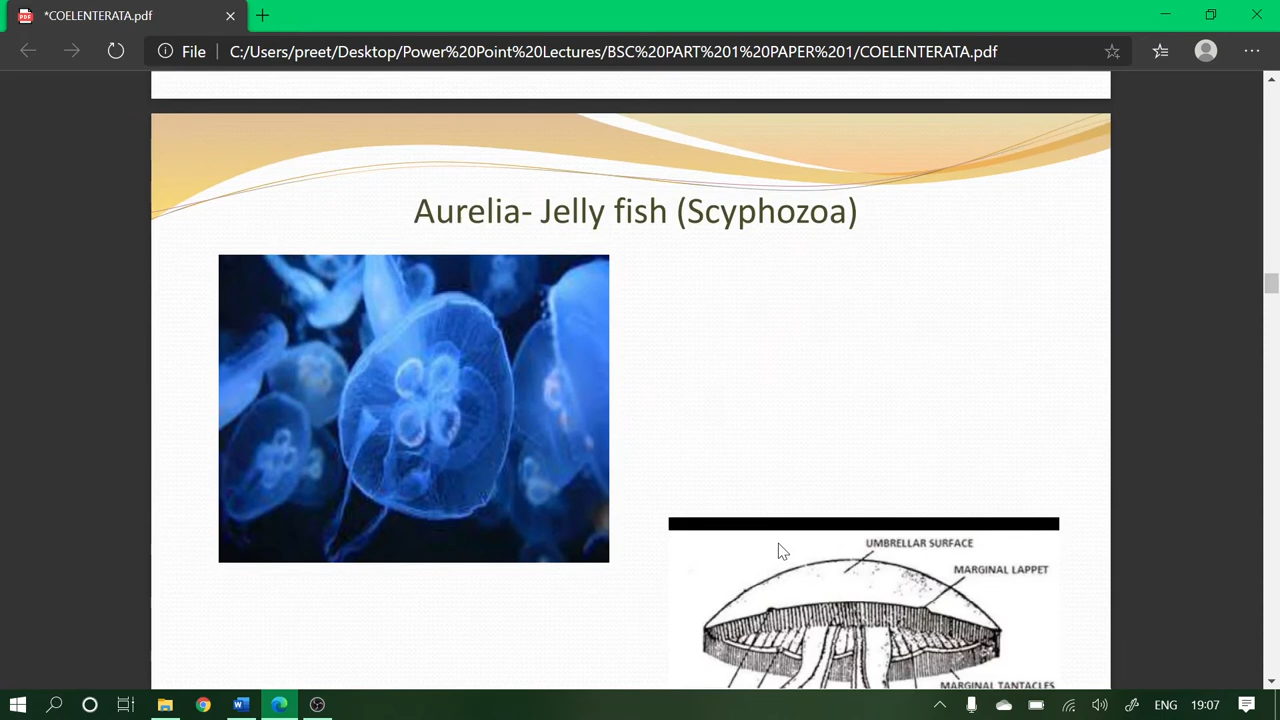 *COELENTERATA.pdf
File
C:/Users/preet/Desktop/Power%20Point%20Lectures/BSC%20PART%201%20PAPER%201/COELENTERATA.pdf
Aurelia- Jelly fish (Scyphozoa)
UMBRELLAR SURFACE
MARGINAL LAPPET
MARGINAL TANTACLES
ENG
19:07